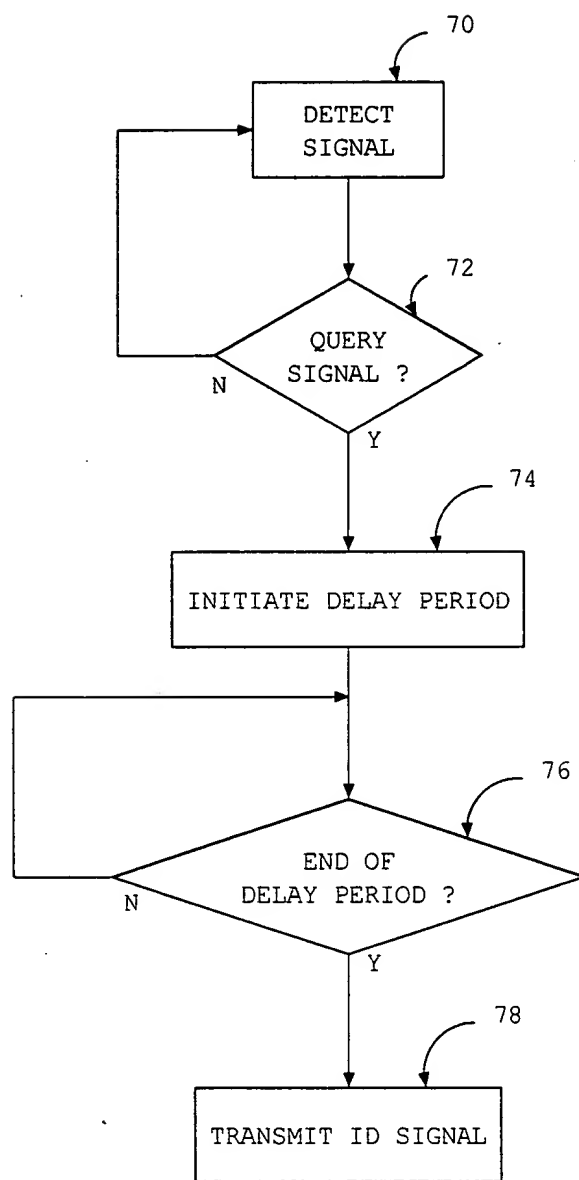 70
DETECT
SIGNAL
72
QUERY
SIGNAL ?
N
Y
74
INITIATE DELAY PERIOD
76
END OF
DELAY PERIOD ?
N
Y
78
TRANSMIT ID SIGNAL